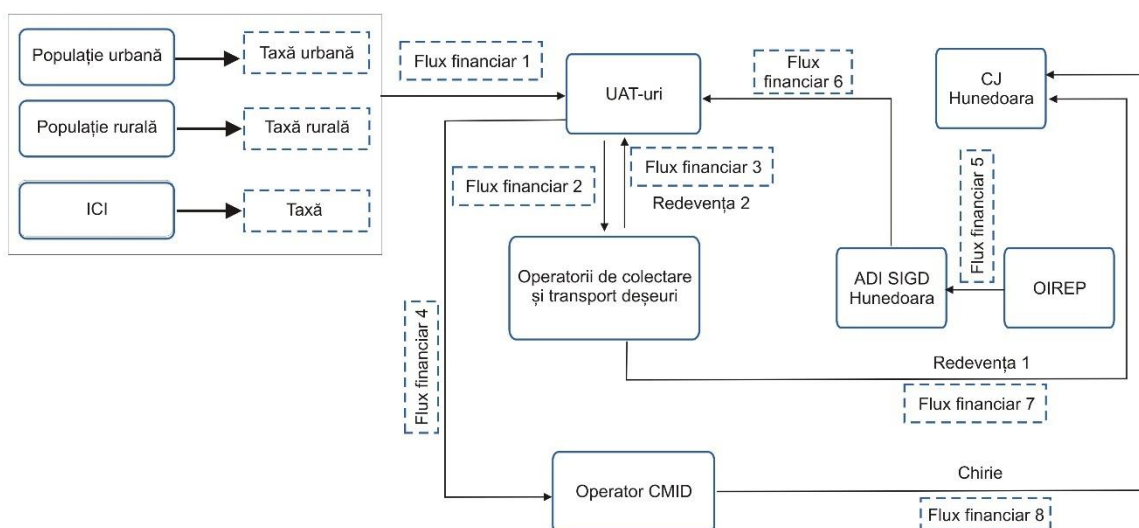 Populație urbană
Taxă urbană
Populație rurală
Taxă rurală
ICI
Taxă
Flux financiar 1
UAT-uri
Flux
financiar 6
CJ
Hunedoara
Flux financiar 2
Flux financiar 3
Redevența 2
Flux financiar 5
Operatorii de colectare
și transport deșeuri
ADI SIGD
Hunedoara
OIREP
Flux financiar 4
Redevența 1
Flux financiar 7
Operator CMID
Chirie
Flux financiar 8